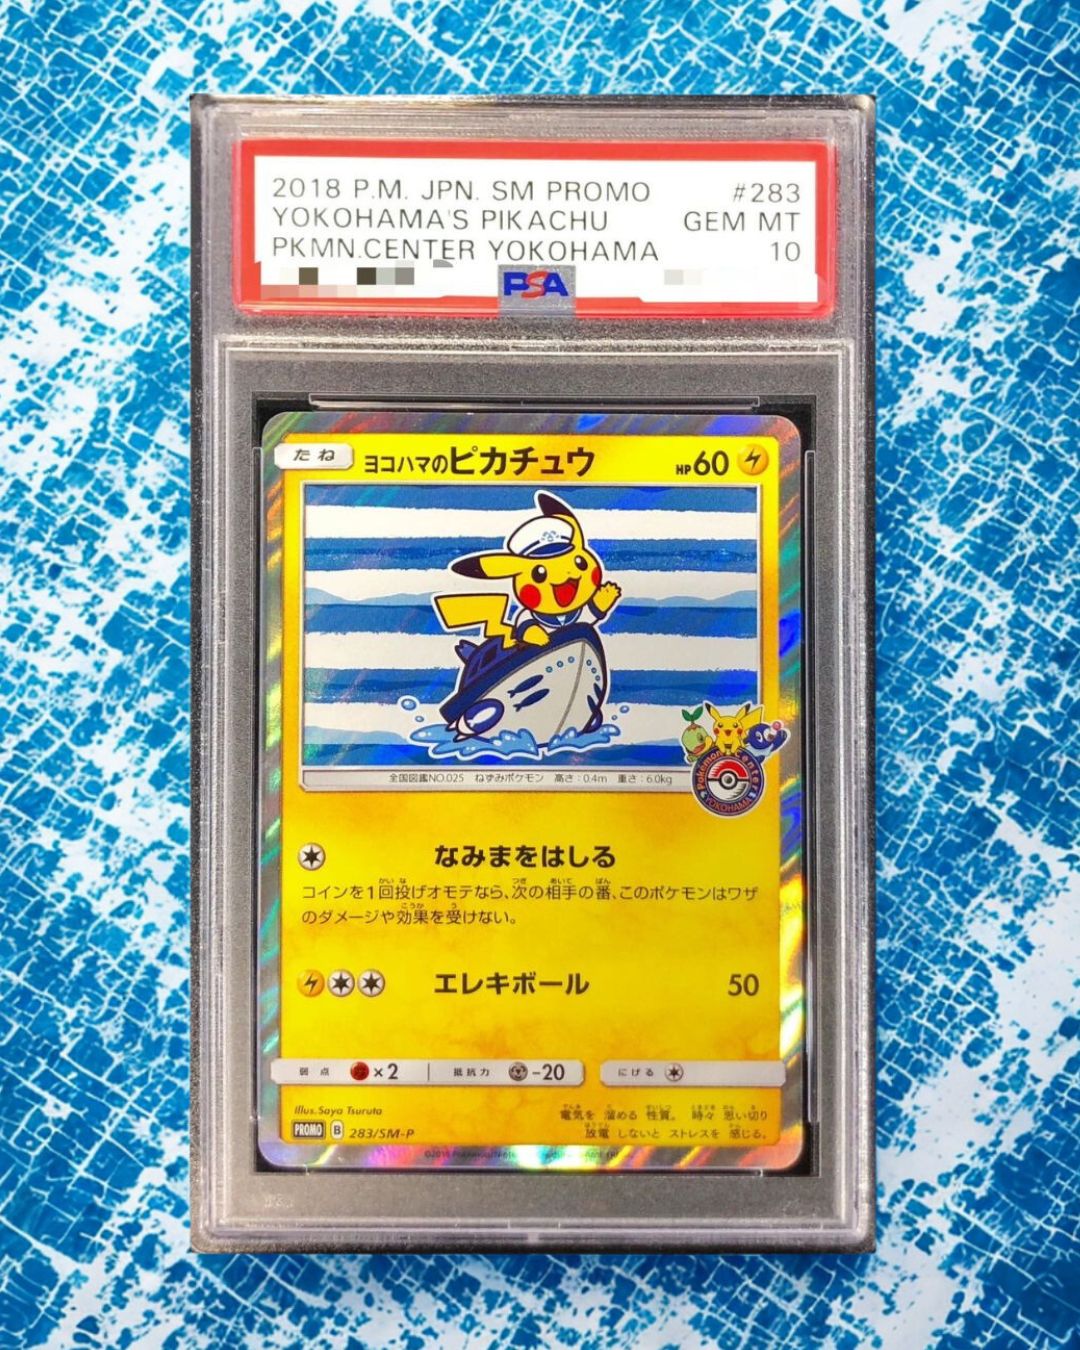 2018 P.M. JPN. SM PROMO #283
YOKOHAMA'S PIKACHU GEM MT
PKMN.CENTER YOKOHAMA 10
PSA
たね ヨコハマのピカチュウ HP 60
全国図鑑NO.025 ねずみポケモン 高さ：0.4m 重さ：6.0kg
Pokémon Center
YOKOHAMA
なみまをはしる
コインを1回投げオモテなら、次の相手の番、このポケモンはワザ
のダメージや効果を受けない。
エレキボール 50
弱点 ×2 抵抗力 -20 にげる
Illus. Saya Tsuruta
電気を 溜める 性質。 時々 思い切り
放電 しないと ストレスを 感じる。
PROMO B 283/SM-P